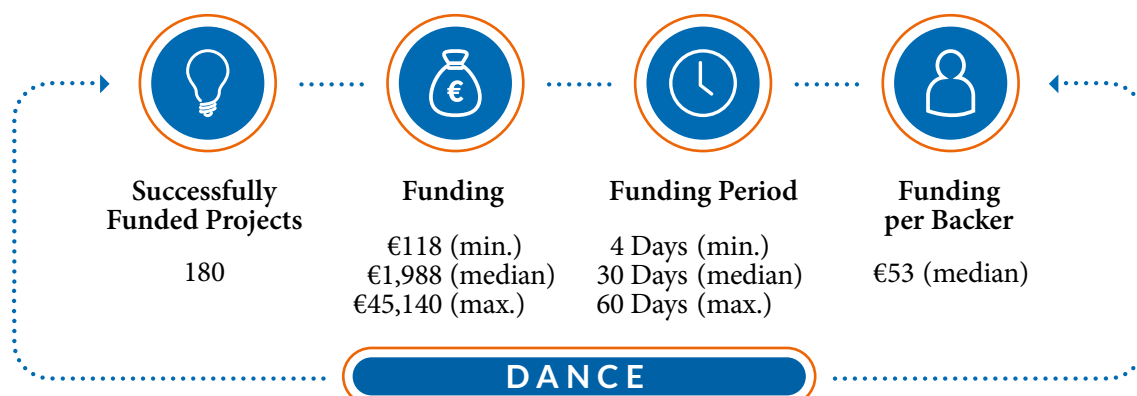 €
Successfully
Funded Projects
180
Funding
€118 (min.)
€1,988 (median)
€45,140 (max.)
Funding Period
4 Days (min.)
30 Days (median)
60 Days (max.)
Funding
per Backer
€53 (median)
DANCE